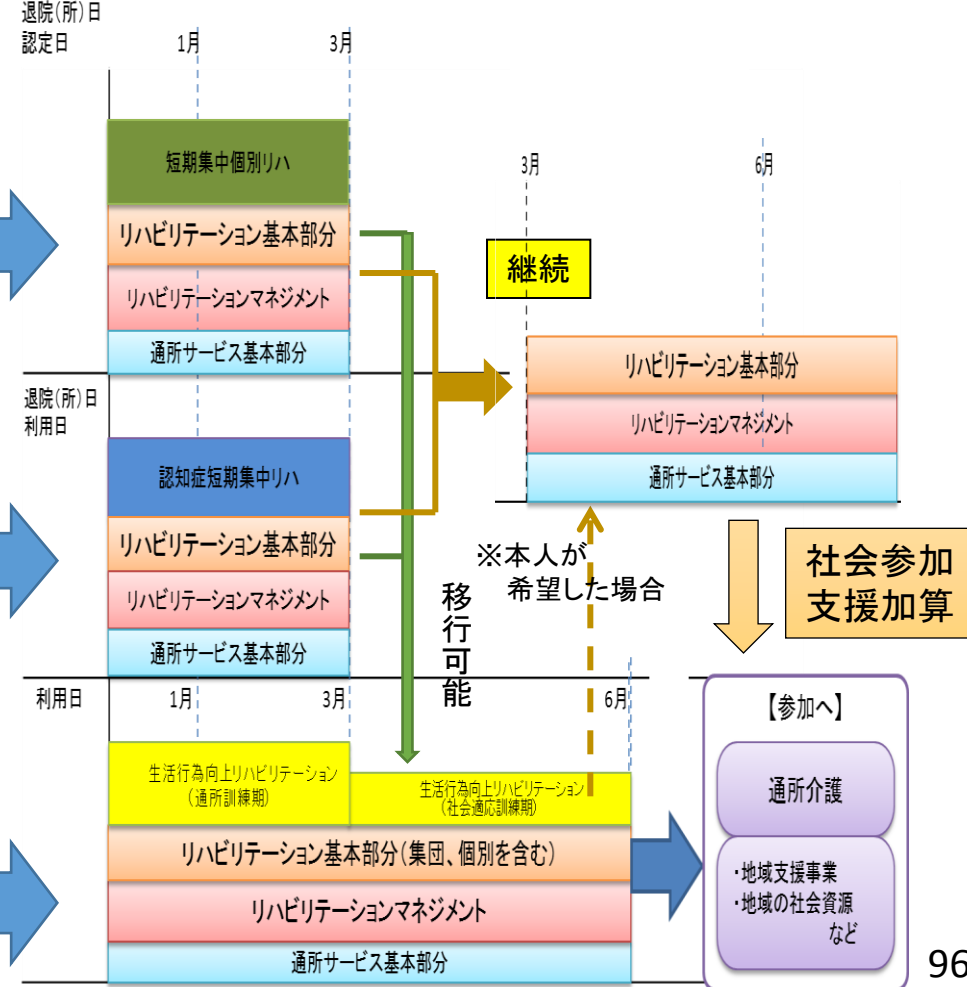 退院(所)日
認定日
1月
3月
短期集中個別リハ
リハビリテーション基本部分
リハビリテーションマネジメント
通所サービス基本部分
3月
6月
継続
リハビリテーション基本部分
リハビリテーションマネジメント
通所サービス基本部分
退院(所)日
利用日
認知症短期集中リハ
リハビリテーション基本部分
リハビリテーションマネジメント
通所サービス基本部分
※本人が
希望した場合
移行可能
社会参加
支援加算
利用日
1月
3月
6月
生活行為向上リハビリテーション
(通所訓練期)
生活行為向上リハビリテーション
(社会適応訓練期)
リハビリテーション基本部分(集団、個別を含む)
リハビリテーションマネジメント
通所サービス基本部分
【参加へ】
通所介護
・地域支援事業
・地域の社会資源
など
96